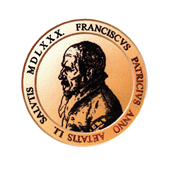 FRANCISCVS PATRICIVS ANNO AETATIS LI SALVTIS MDLXXX.